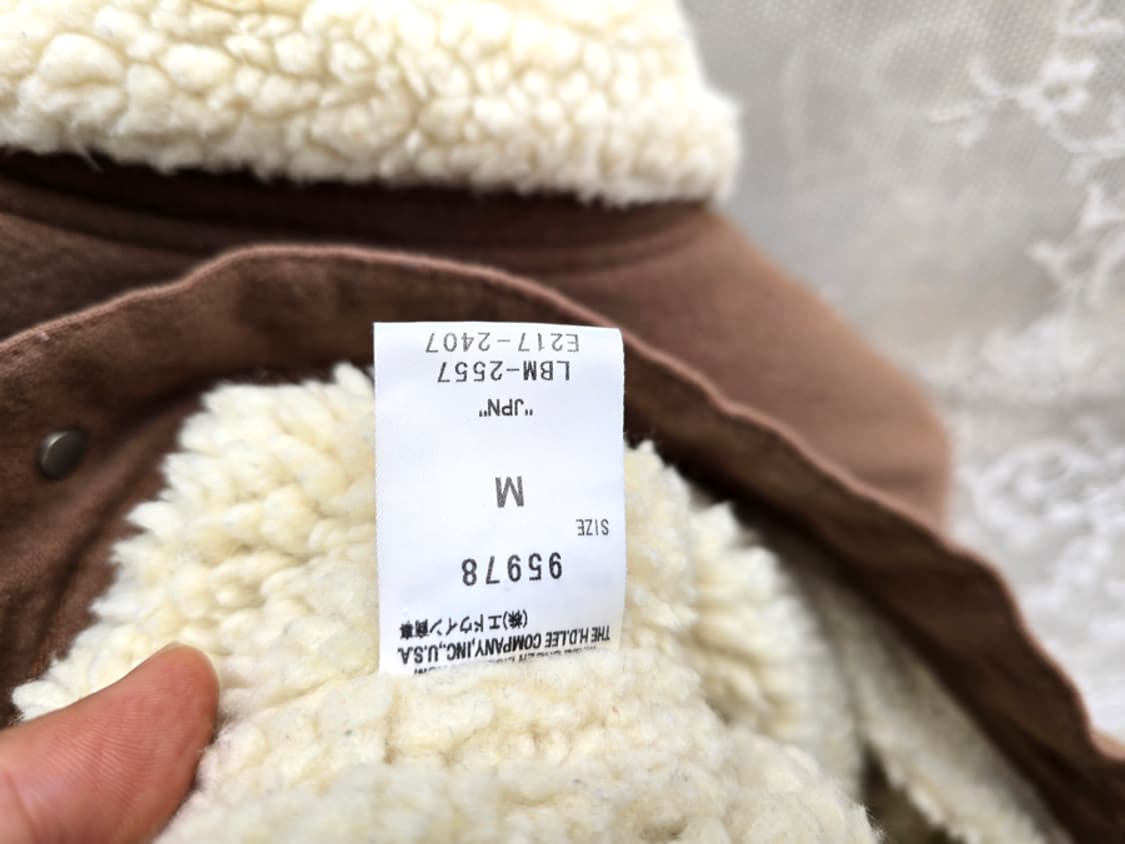 THE H.D.LEE COMPANY,INC.,U.S.A.
(株)エドウイン商事
95978
SIZE
M
"JPN"
LBM-2557
E217-2407